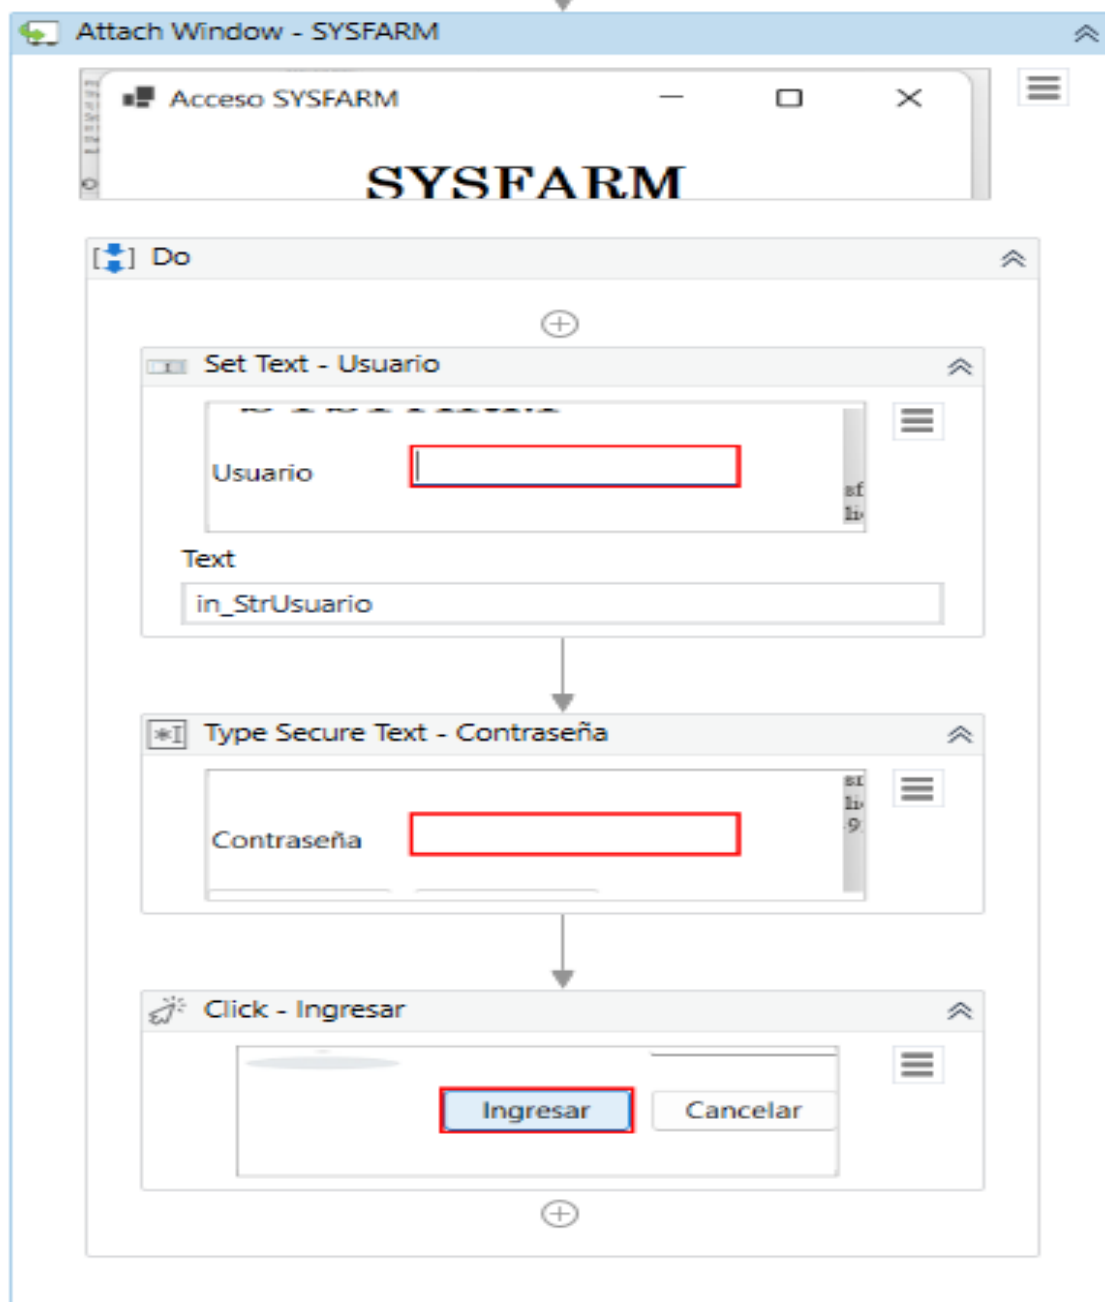 Attach Window - SYSFARM
Acceso SYSFARM
SYSFARM
Do
Set Text - Usuario
Usuario
Text
in_StrUsuario
Type Secure Text - Contraseña
Contraseña
Click - Ingresar
Ingresar Cancelar